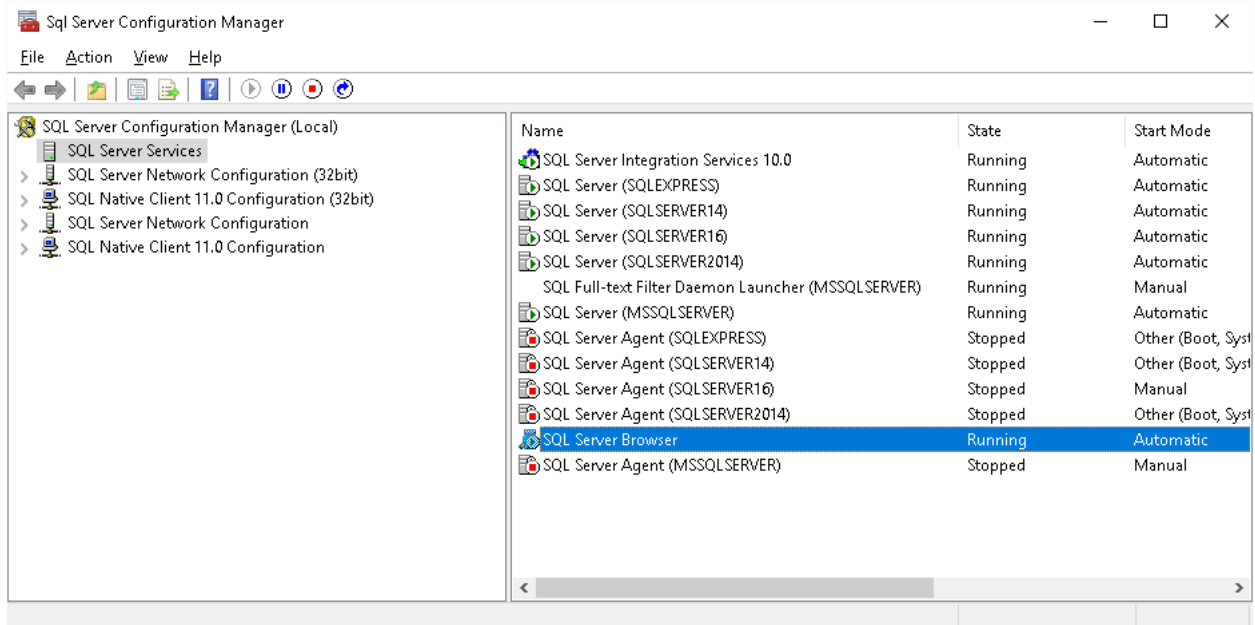 Sql Server Configuration Manager
File Action View Help
SQL Server Configuration Manager (Local)
SQL Server Services
SQL Server Network Configuration (32bit)
SQL Native Client 11.0 Configuration (32bit)
SQL Server Network Configuration
SQL Native Client 11.0 Configuration
Name State Start Mode
SQL Server Integration Services 10.0 Running Automatic
SQL Server (SQLEXPRESS) Running Automatic
SQL Server (SQLSERVER14) Running Automatic
SQL Server (SQLSERVER16) Running Automatic
SQL Server (SQLSERVER2014) Running Automatic
SQL Full-text Filter Daemon Launcher (MSSQLSERVER) Running Manual
SQL Server (MSSQLSERVER) Running Automatic
SQL Server Agent (SQLEXPRESS) Stopped Other (Boot, Syst
SQL Server Agent (SQLSERVER14) Stopped Other (Boot, Syst
SQL Server Agent (SQLSERVER16) Stopped Manual
SQL Server Agent (SQLSERVER2014) Stopped Other (Boot, Syst
SQL Server Browser Running Automatic
SQL Server Agent (MSSQLSERVER) Stopped Manual